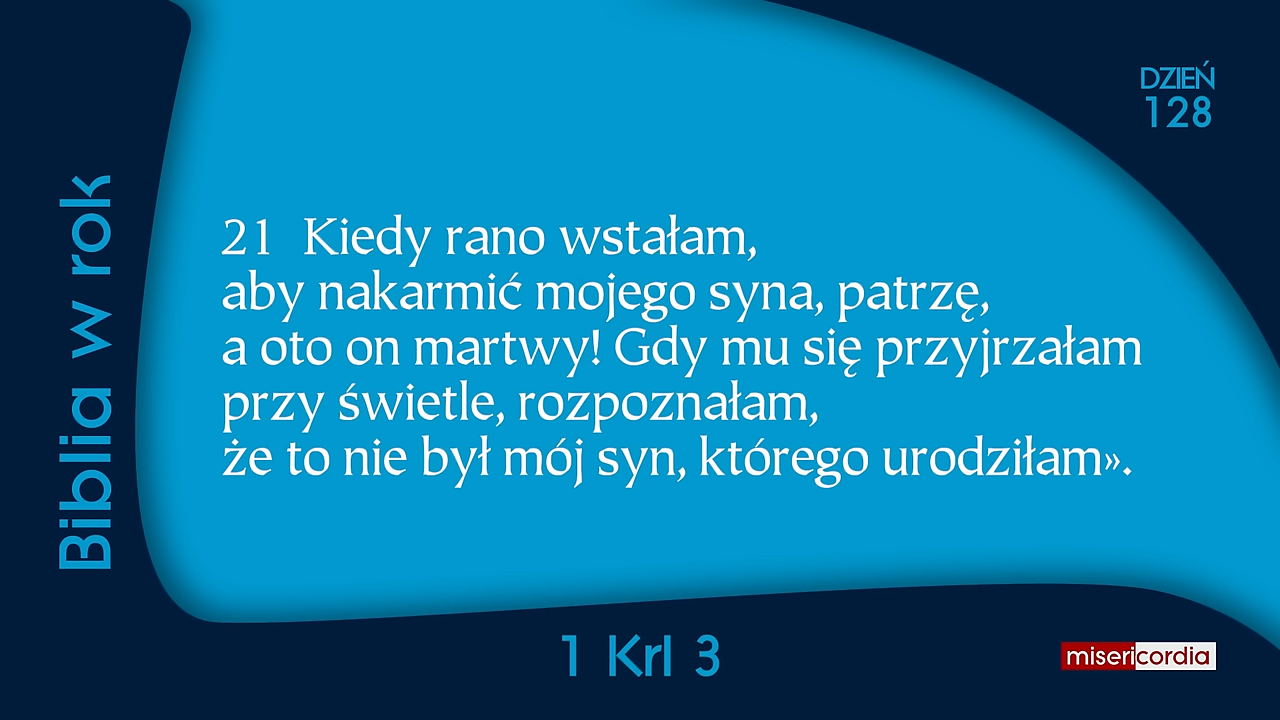 DZIEŃ
128
Biblia w rok
21 Kiedy rano wstałam,
aby nakarmić mojego syna, patrzę,
a oto on martwy! Gdy mu się przyjrzałam
przy świetle, rozpoznałam,
że to nie był mój syn, którego urodziłam».
1 Krl 3
misericordia